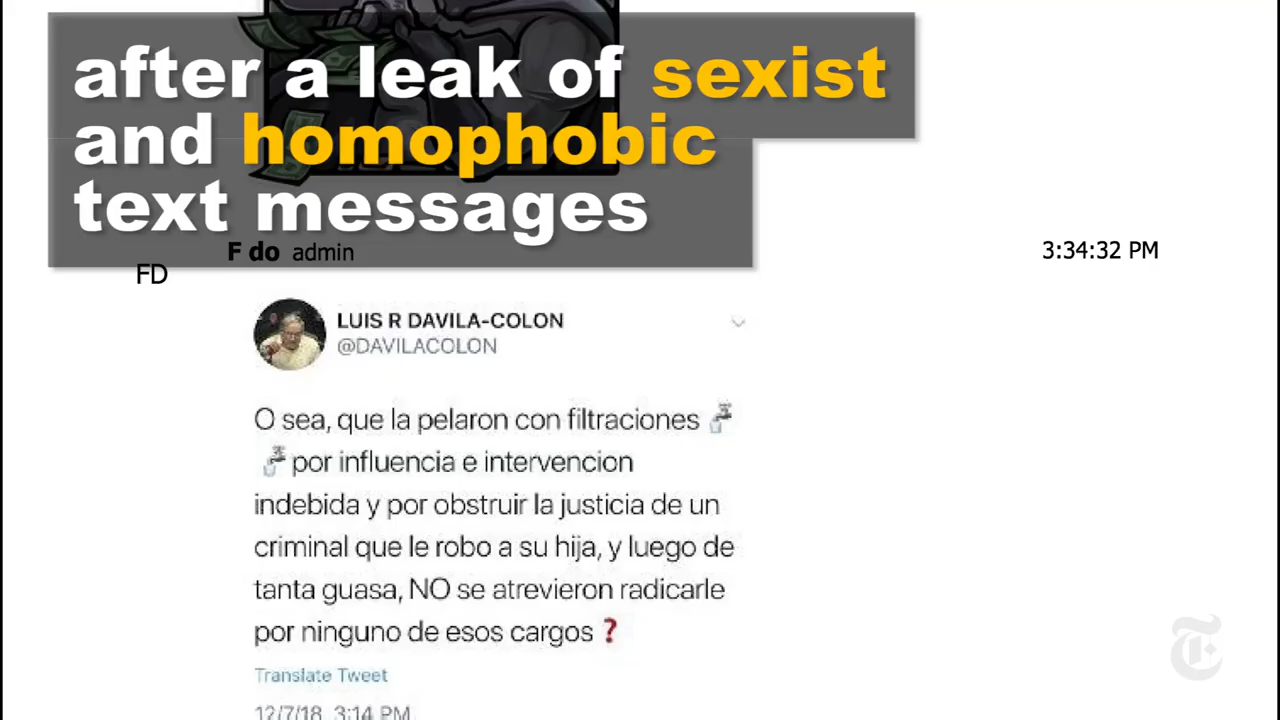 after a leak of sexist
and homophobic
text messages
F do admin
3:34:32 PM
FD
LUIS R DAVILA-COLON
@DAVILACOLON
O sea, que la pelaron con filtraciones
por influencia e intervencion
indebida y por obstruir la justicia de un
criminal que le robo a su hija, y luego de
tanta guasa, NO se atrevieron radicarle
por ninguno de esos cargos ❓
Translate Tweet
12/7/18, 3:14 PM
T